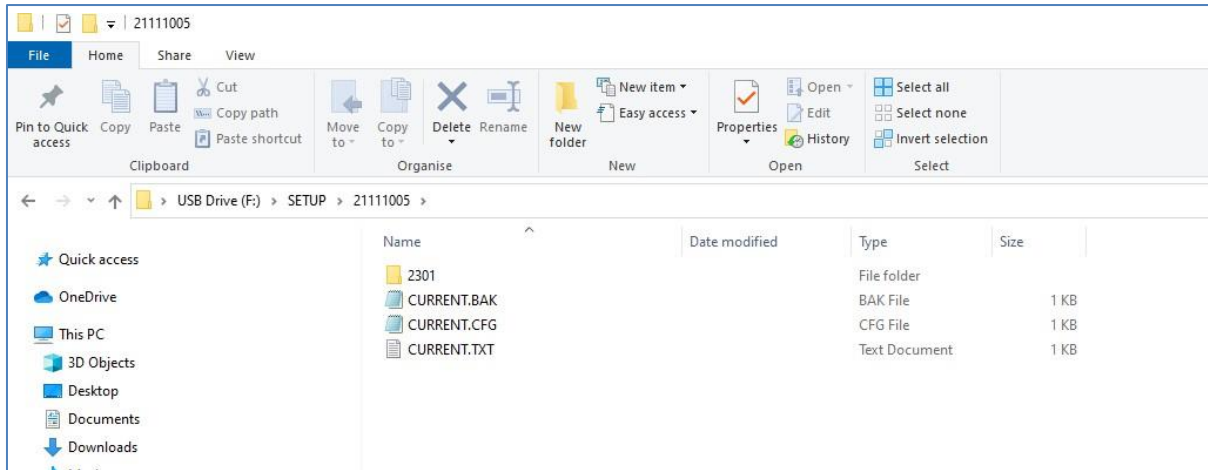 21111005
File Home Share View
Pin to Quick access
Copy
Paste
Cut
Copy path
Paste shortcut
Clipboard
Move to
Copy to
Delete
Rename
Organise
New folder
New item
Easy access
New
Properties
Open
Edit
History
Open
Select all
Select none
Invert selection
Select
USB Drive (F:) > SETUP > 21111005 >
Quick access
OneDrive
This PC
3D Objects
Desktop
Documents
Downloads
Name Date modified Type Size
2301 File folder
CURRENT.BAK BAK File 1 KB
CURRENT.CFG CFG File 1 KB
CURRENT.TXT Text Document 1 KB